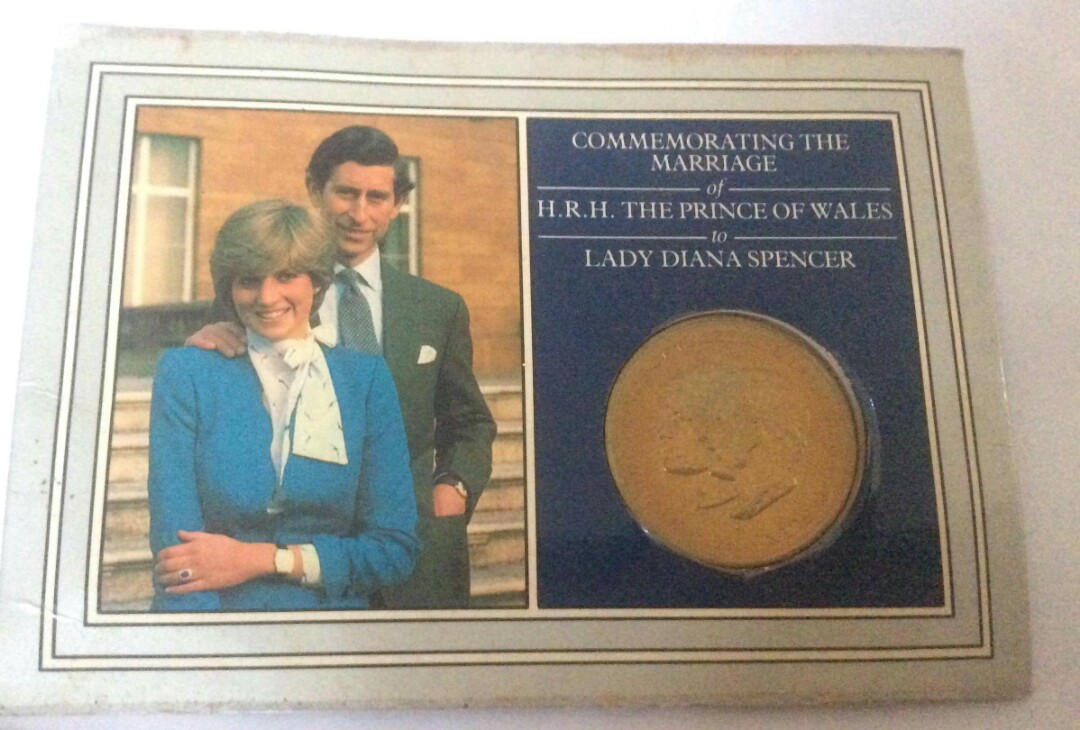 COMMEMORATING THE
MARRIAGE
of
H.R.H. THE PRINCE OF WALES
to
LADY DIANA SPENCER